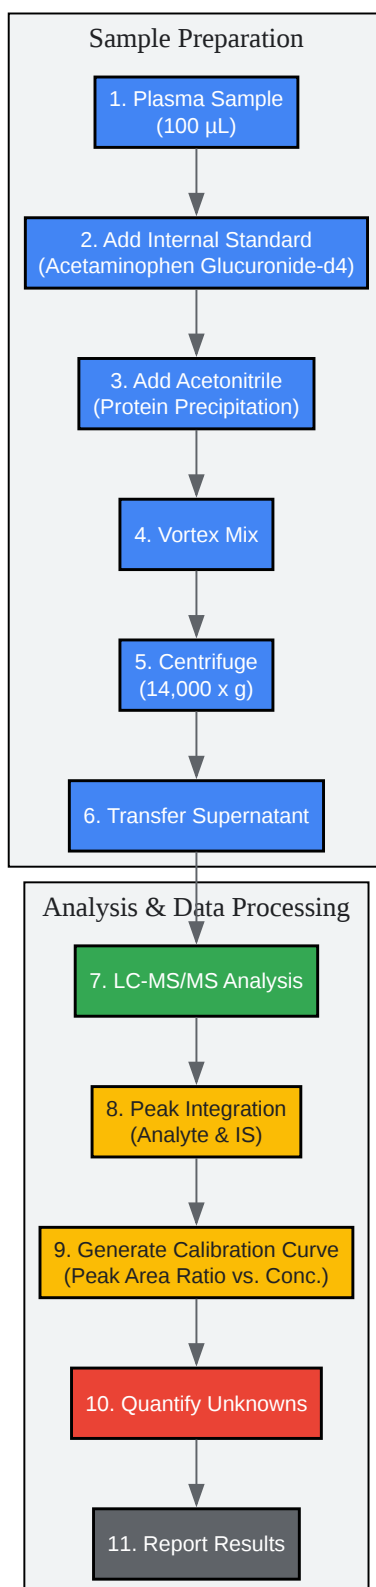 Sample Preparation
1. Plasma Sample
(100 µL)
2. Add Internal Standard
(Acetaminophen Glucuronide-d4)
3. Add Acetonitrile
(Protein Precipitation)
4. Vortex Mix
5. Centrifuge
(14,000 x g)
6. Transfer Supernatant
Analysis & Data Processing
7. LC-MS/MS Analysis
8. Peak Integration
(Analyte & IS)
9. Generate Calibration Curve
(Peak Area Ratio vs. Conc.)
10. Quantify Unknowns
11. Report Results